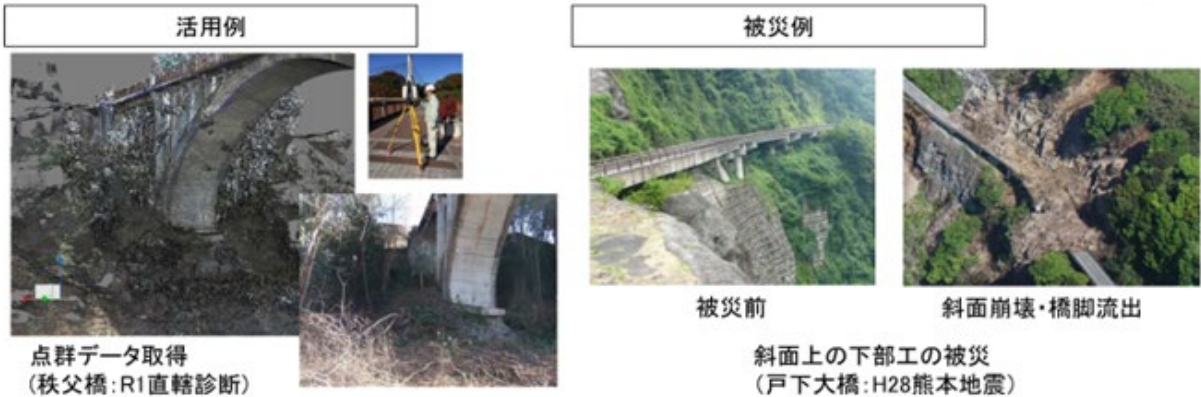 活用例
点群データ取得
(秩父橋:R1直轄診断)
被災例
被災前
斜面崩壊・橋脚流出
斜面上の下部工の被災
(戸下大橋:H28熊本地震)